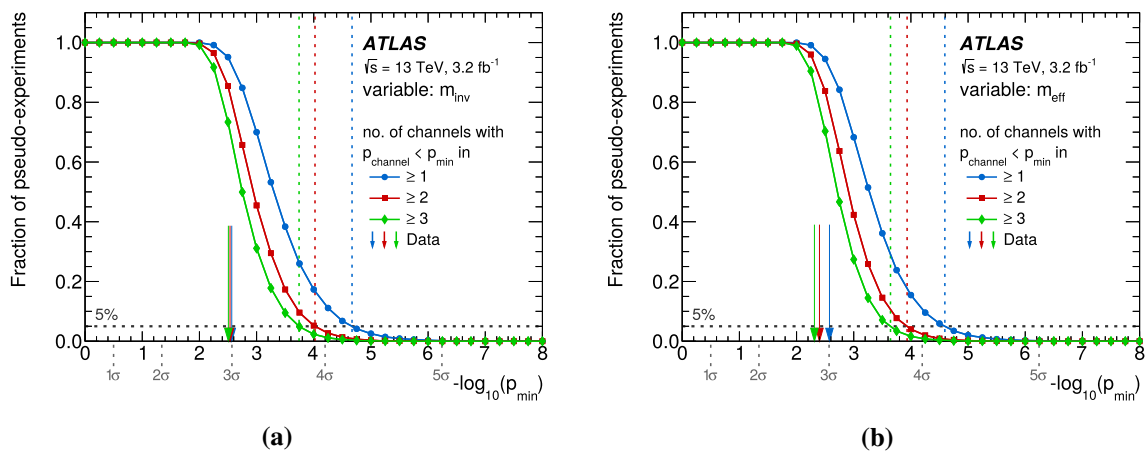 Fraction of pseudo-experiments
1.0
0.8
0.6
0.4
0.2
0.0
5%
ATLAS
√s = 13 TeV, 3.2 fb⁻¹
variable: m_inv
no. of channels with
p_channel < p_min in
≥ 1
≥ 2
≥ 3
Data
0 1 2 3 4 5 6 7 8
1σ 2σ 3σ 4σ 5σ
-log₁₀(p_min)
(a)
Fraction of pseudo-experiments
1.0
0.8
0.6
0.4
0.2
0.0
5%
ATLAS
√s = 13 TeV, 3.2 fb⁻¹
variable: m_eff
no. of channels with
p_channel < p_min in
≥ 1
≥ 2
≥ 3
Data
0 1 2 3 4 5 6 7 8
1σ 2σ 3σ 4σ 5σ
-log₁₀(p_min)
(b)